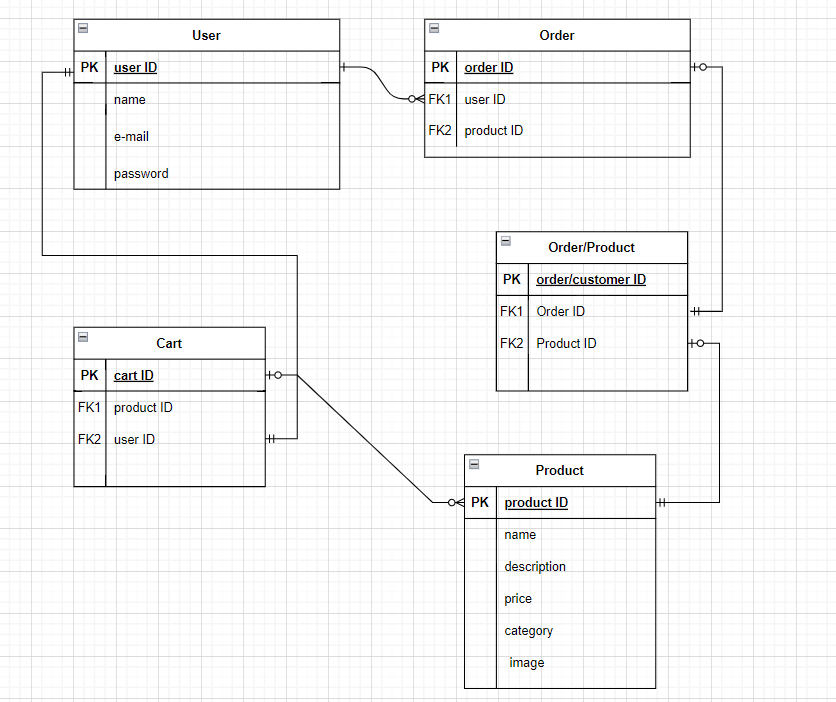 User
PK user ID
name
e-mail
password
Order
PK order ID
FK1 user ID
FK2 product ID
Order/Product
PK order/customer ID
FK1 Order ID
FK2 Product ID
Cart
PK cart ID
FK1 product ID
FK2 user ID
Product
PK product ID
name
description
price
category
image